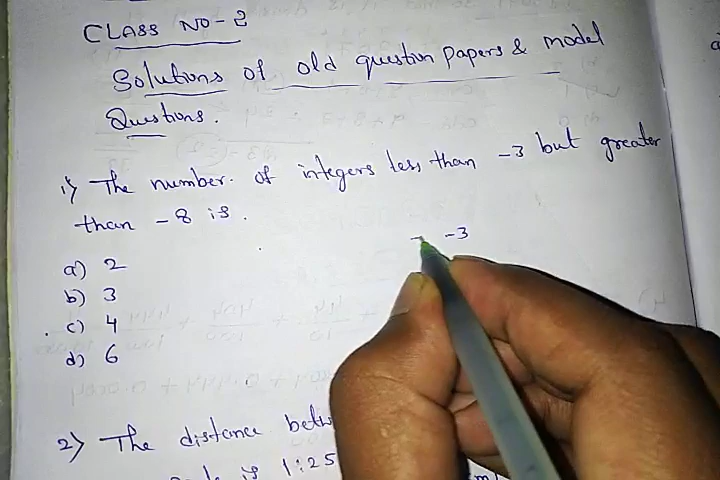 CLASS NO-2
Solutions of old question papers & model
Questions.
1) The number. of integers less than -3 but greater
than -8 is.
-3
a) 2
b) 3
c) 4
d) 6
2) The distance
is 1:25